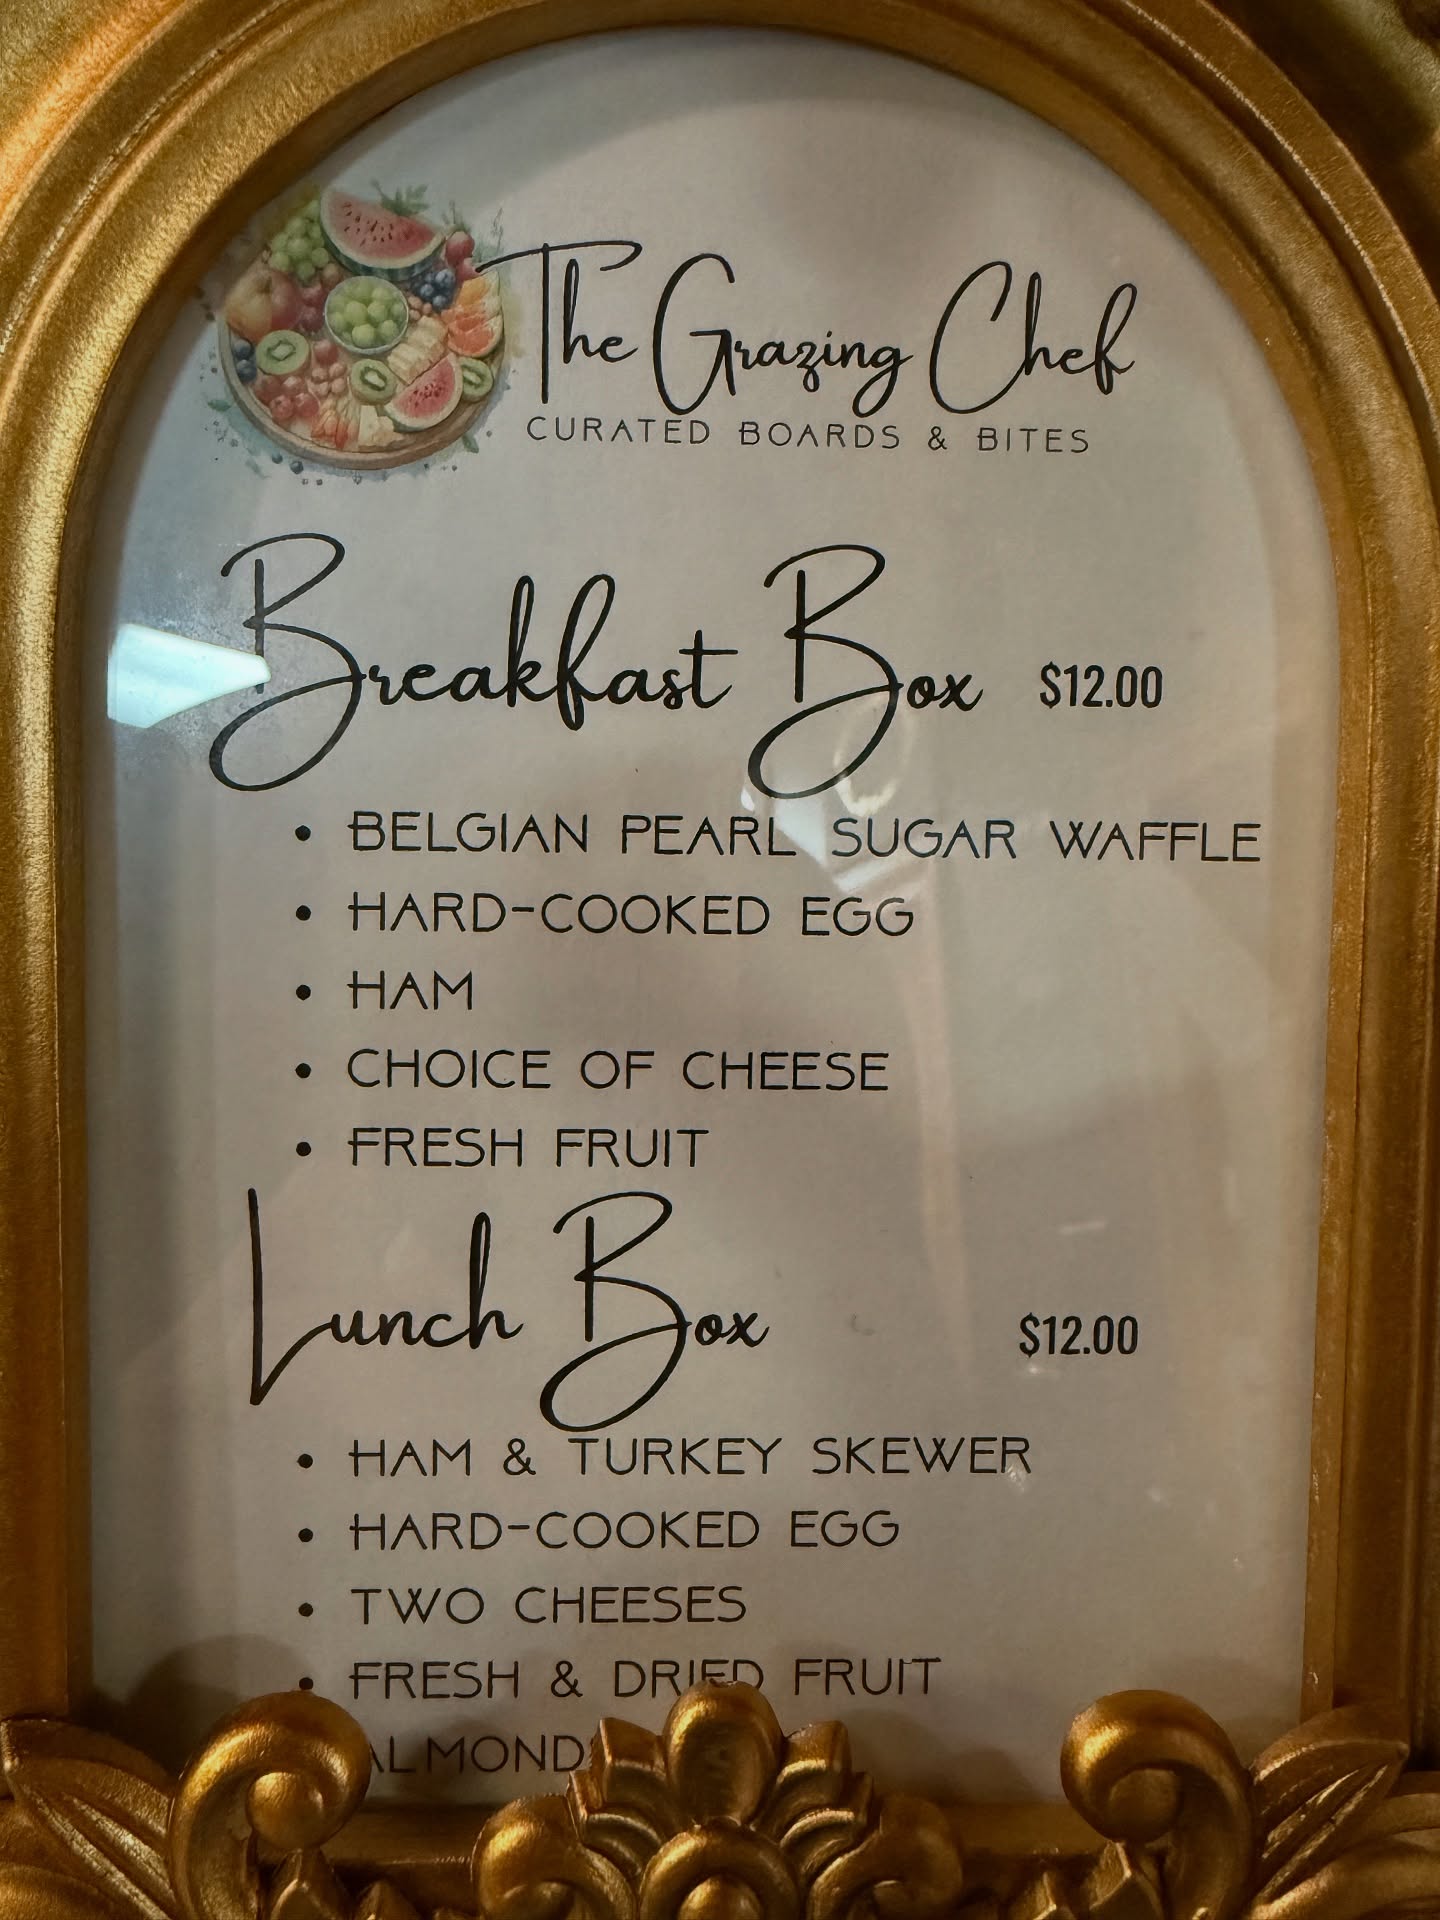 The Grazing Chef
CURATED BOARDS & BITES
Breakfast Box $12.00
• BELGIAN PEARL SUGAR WAFFLE
• HARD-COOKED EGG
• HAM
• CHOICE OF CHEESE
• FRESH FRUIT
Lunch Box $12.00
• HAM & TURKEY SKEWER
• HARD-COOKED EGG
• TWO CHEESES
• FRESH & DRIED FRUIT